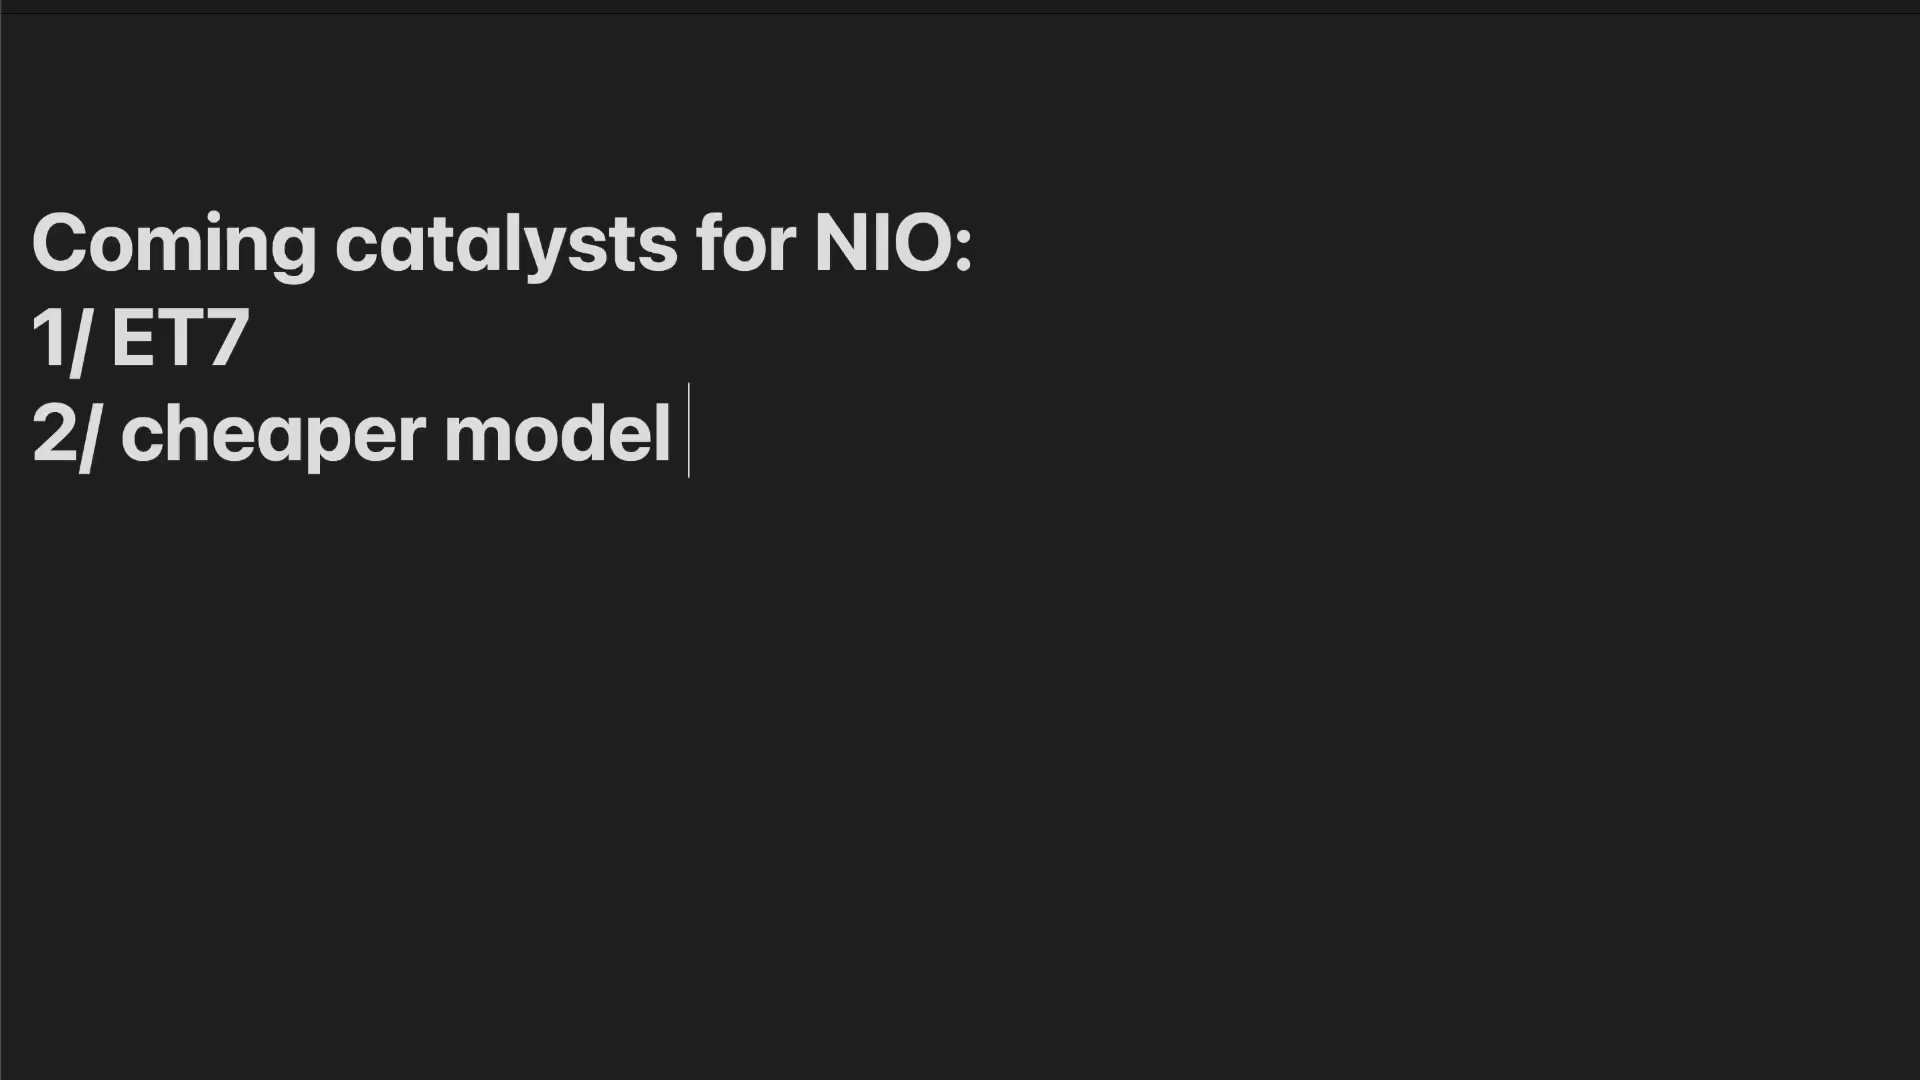 Coming catalysts for NIO:
1/ ET7
2/ cheaper model